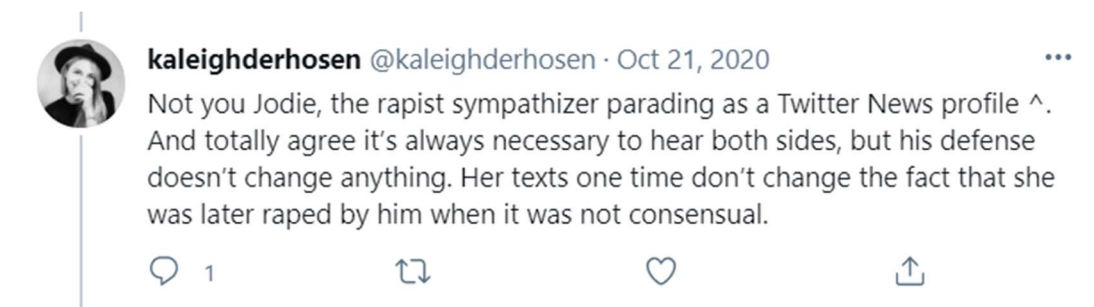 kaleighderhosen @kaleighderhosen · Oct 21, 2020
Not you Jodie, the rapist sympathizer parading as a Twitter News profile ^.
And totally agree it’s always necessary to hear both sides, but his defense
doesn’t change anything. Her texts one time don’t change the fact that she
was later raped by him when it was not consensual.
1